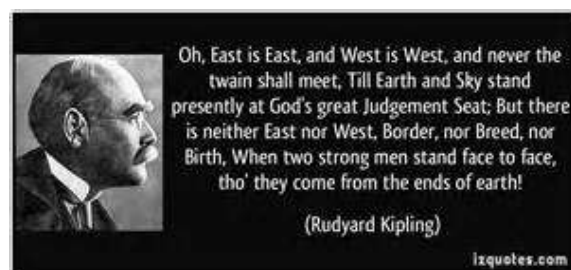 Oh, East is East, and West is West, and never the
twain shall meet, Till Earth and Sky stand
presently at God's great Judgement Seat; But there
is neither East nor West, Border, nor Breed, nor
Birth, When two strong men stand face to face,
tho' they come from the ends of earth!
(Rudyard Kipling)
izquotes.com